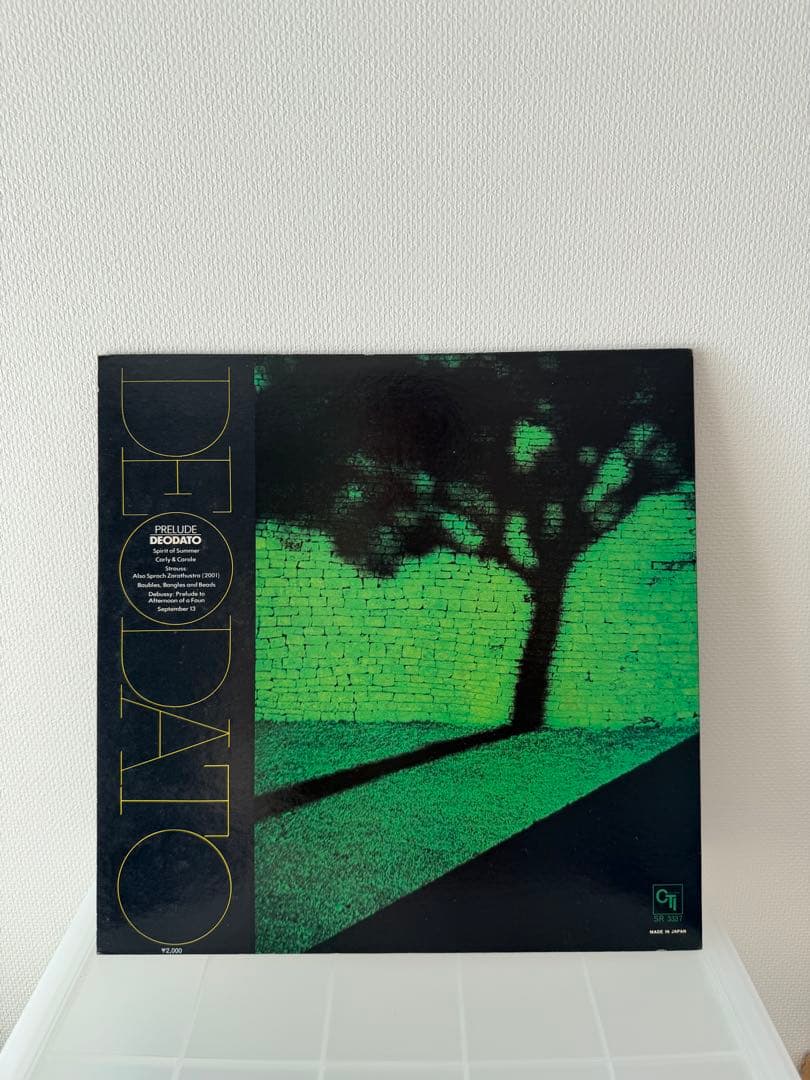 DEODATO
PRELUDE
DEODATO
Spirit of Summer
Carly & Carole
Strauss:
Also Sprach Zarathustra (2001)
Baubles, Bangles and Beads
Debussy: Prelude to
Afternoon of a Faun
September 13
¥2,000
CTi
SR 3337
MADE IN JAPAN